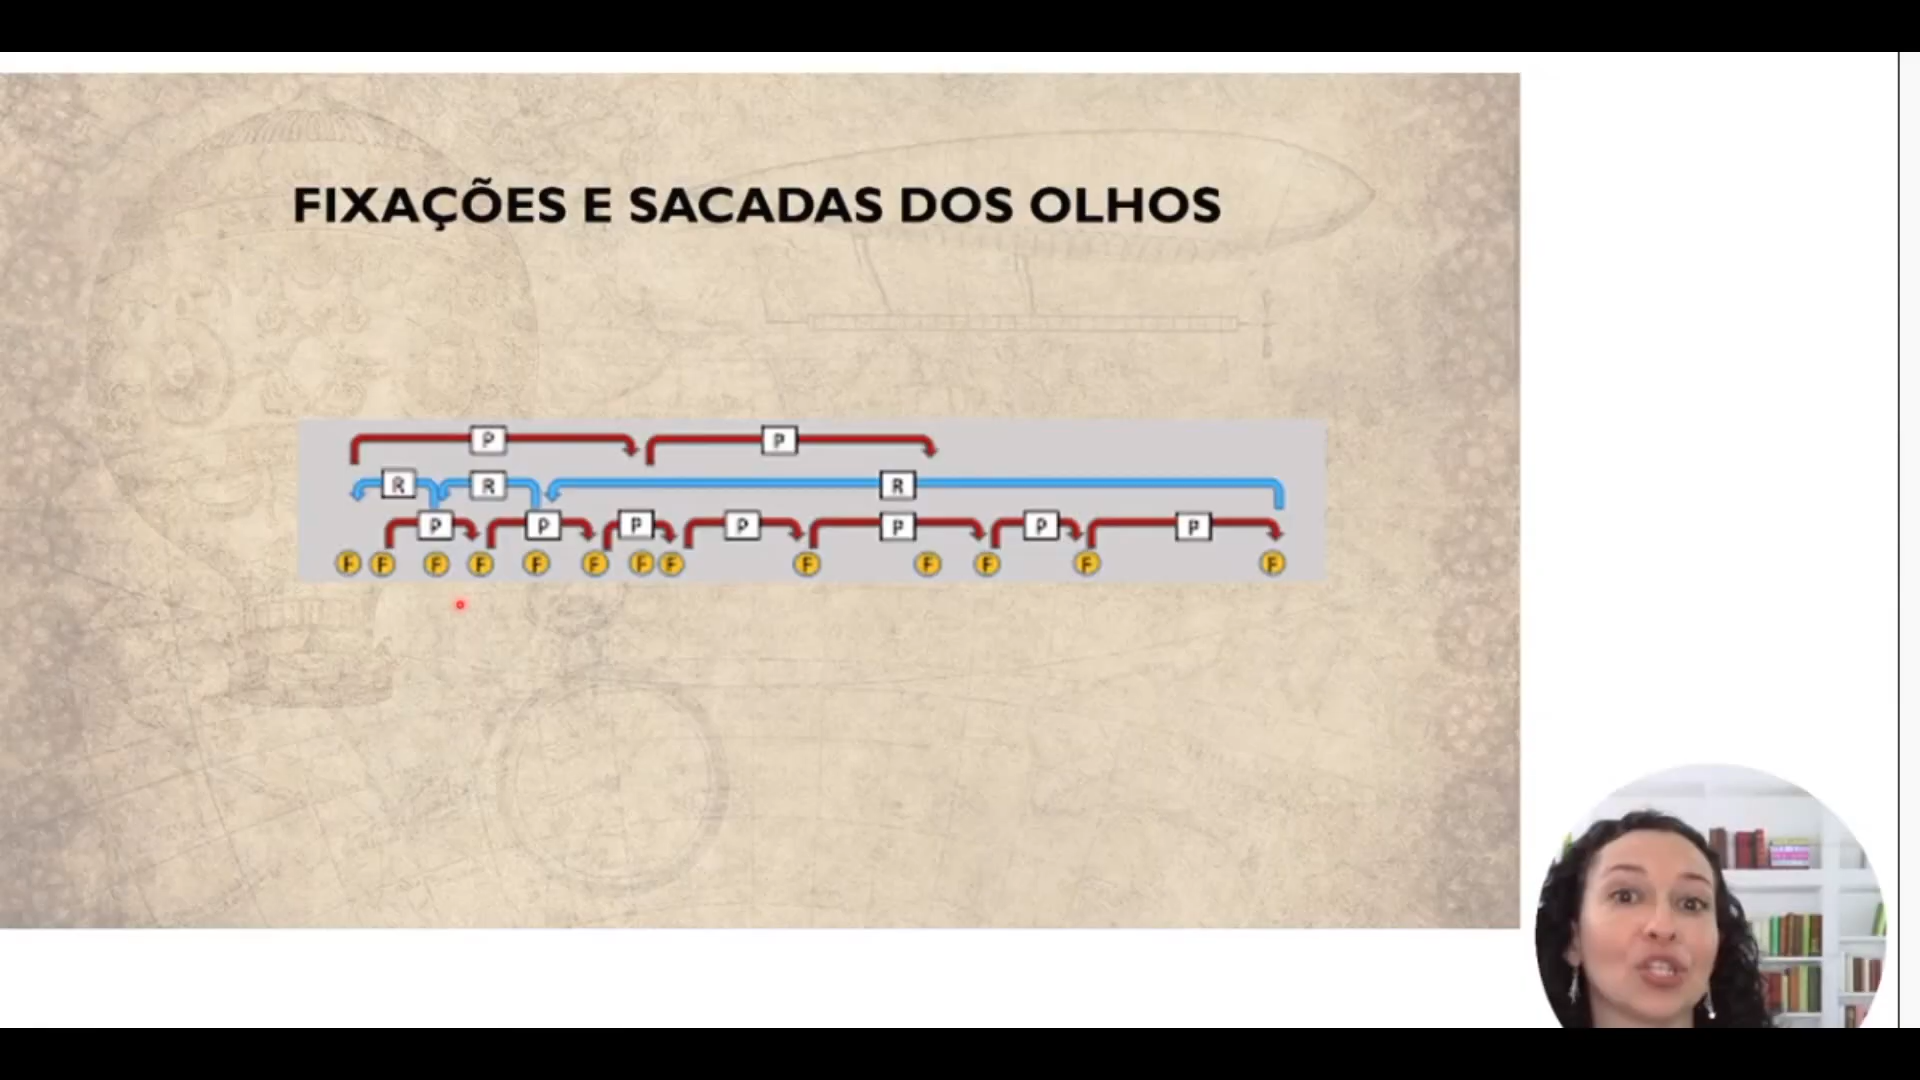 FIXAÇÕES E SACADAS DOS OLHOS
P P
R R R
P P P P P P P
F F F F F F F F F F F F F